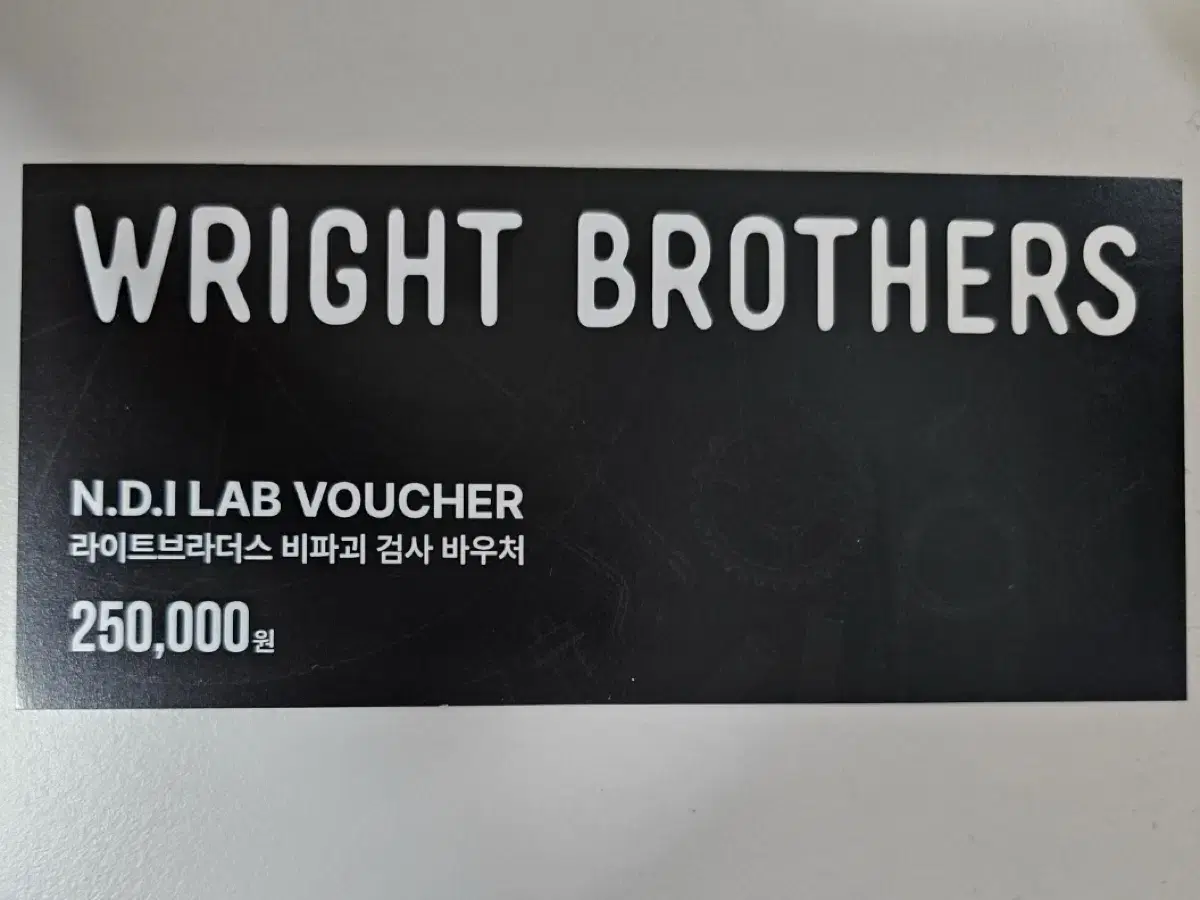 WRIGHT BROTHERS
N.D.I LAB VOUCHER
라이트브라더스 비파괴 검사 바우처
250,000원